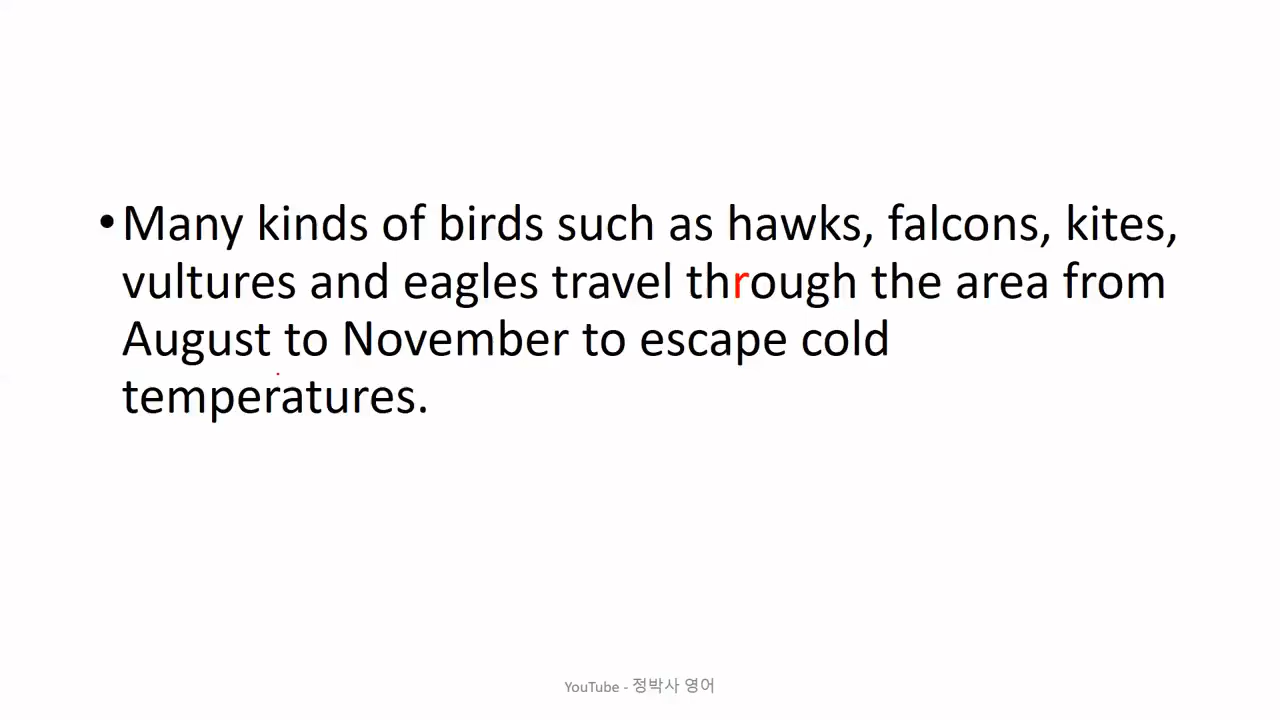 •Many kinds of birds such as hawks, falcons, kites,
vultures and eagles travel through the area from
August to November to escape cold
temperatures.
YouTube - 정박사 영어